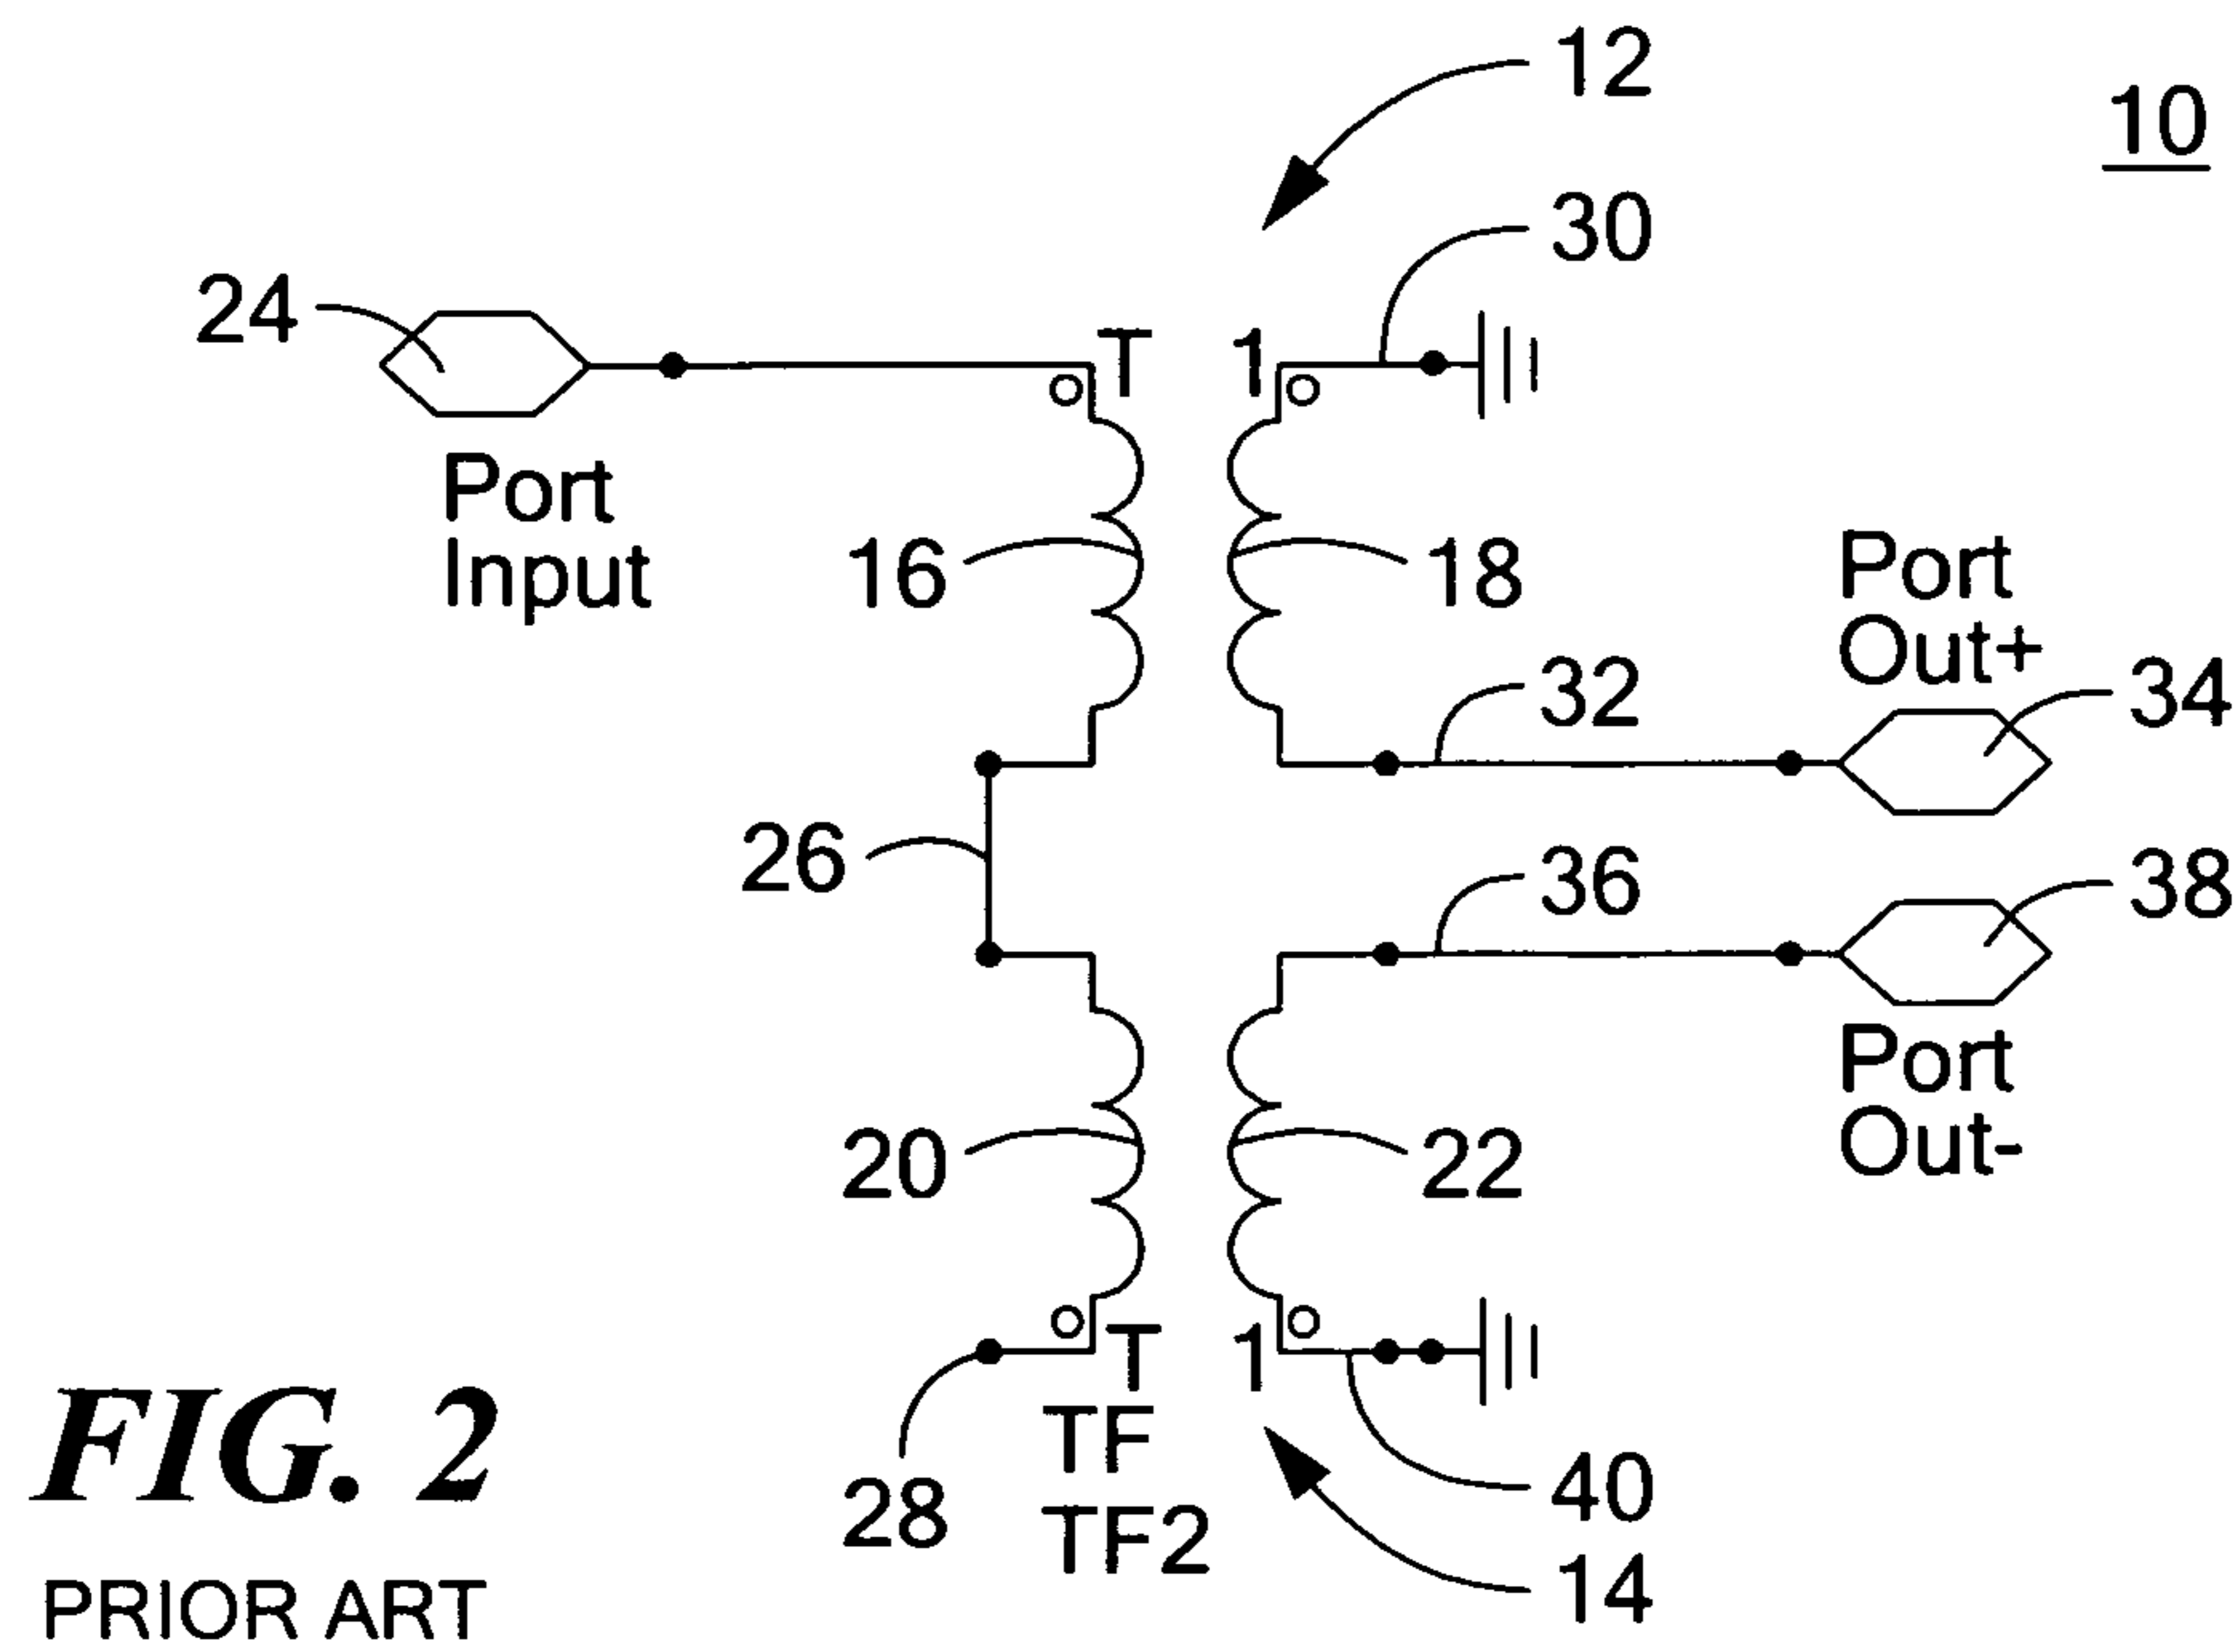 12
10
30
24
T 1
Port
Input
16
18
Port
Out+
32
34
26
36
38
Port
Out-
20
22
T 1
TF
TF2
28
40
14
FIG. 2
PRIOR ART